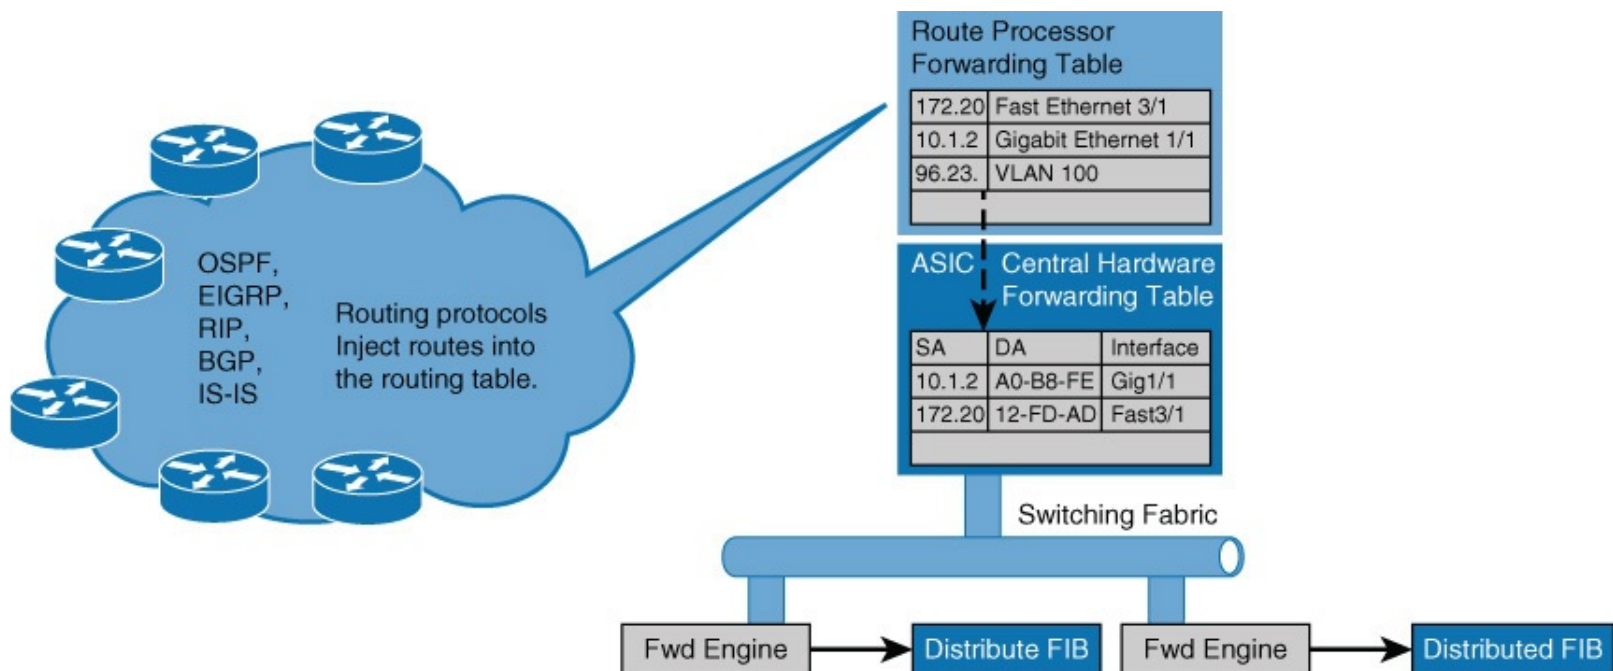 OSPF,
EIGRP,
RIP,
BGP,
IS-IS
Routing protocols
Inject routes into
the routing table.
Route Processor
Forwarding Table
172.20 Fast Ethernet 3/1
10.1.2 Gigabit Ethernet 1/1
96.23. VLAN 100
ASIC Central Hardware
Forwarding Table
SA DA Interface
10.1.2 A0-B8-FE Gig1/1
172.20 12-FD-AD Fast3/1
Switching Fabric
Fwd Engine Distribute FIB Fwd Engine Distributed FIB